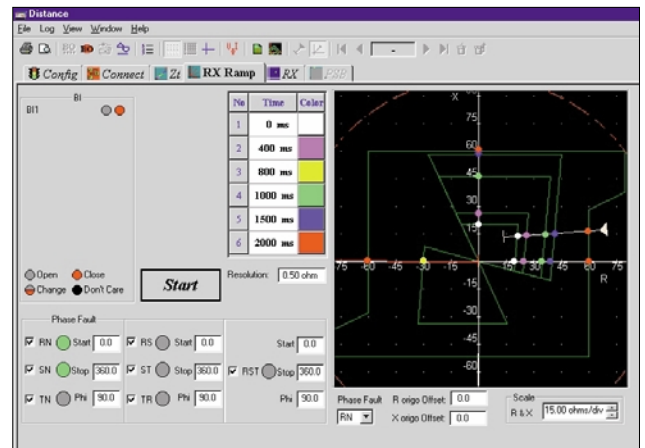 Distance
File Log View Window Help
Config Connect Zt RX Ramp RX PSB
BI
BI1
Open Close
Change Don't Care
Start
No Time Color
1 0 ms
2 400 ms
3 800 ms
4 1000 ms
5 1500 ms
6 2000 ms
Resolution: 0.50 ohm
X
90
75
60
45
30
15
75 -60 -45 -30 0 15 30 45 60 75
R
-15
-30
-45
-60
Phase Fault
RN Start 0.0 RS Start 0.0 Start 0.0
SN Stop 360.0 ST Stop 360.0 RST Stop 360.0
TN Phi 90.0 TR Phi 90.0 Phi 90.0
Phase Fault R origo Offset: 0.0
RN X origo Offset: 0.0
Scale
R & X 15.00 ohms/div